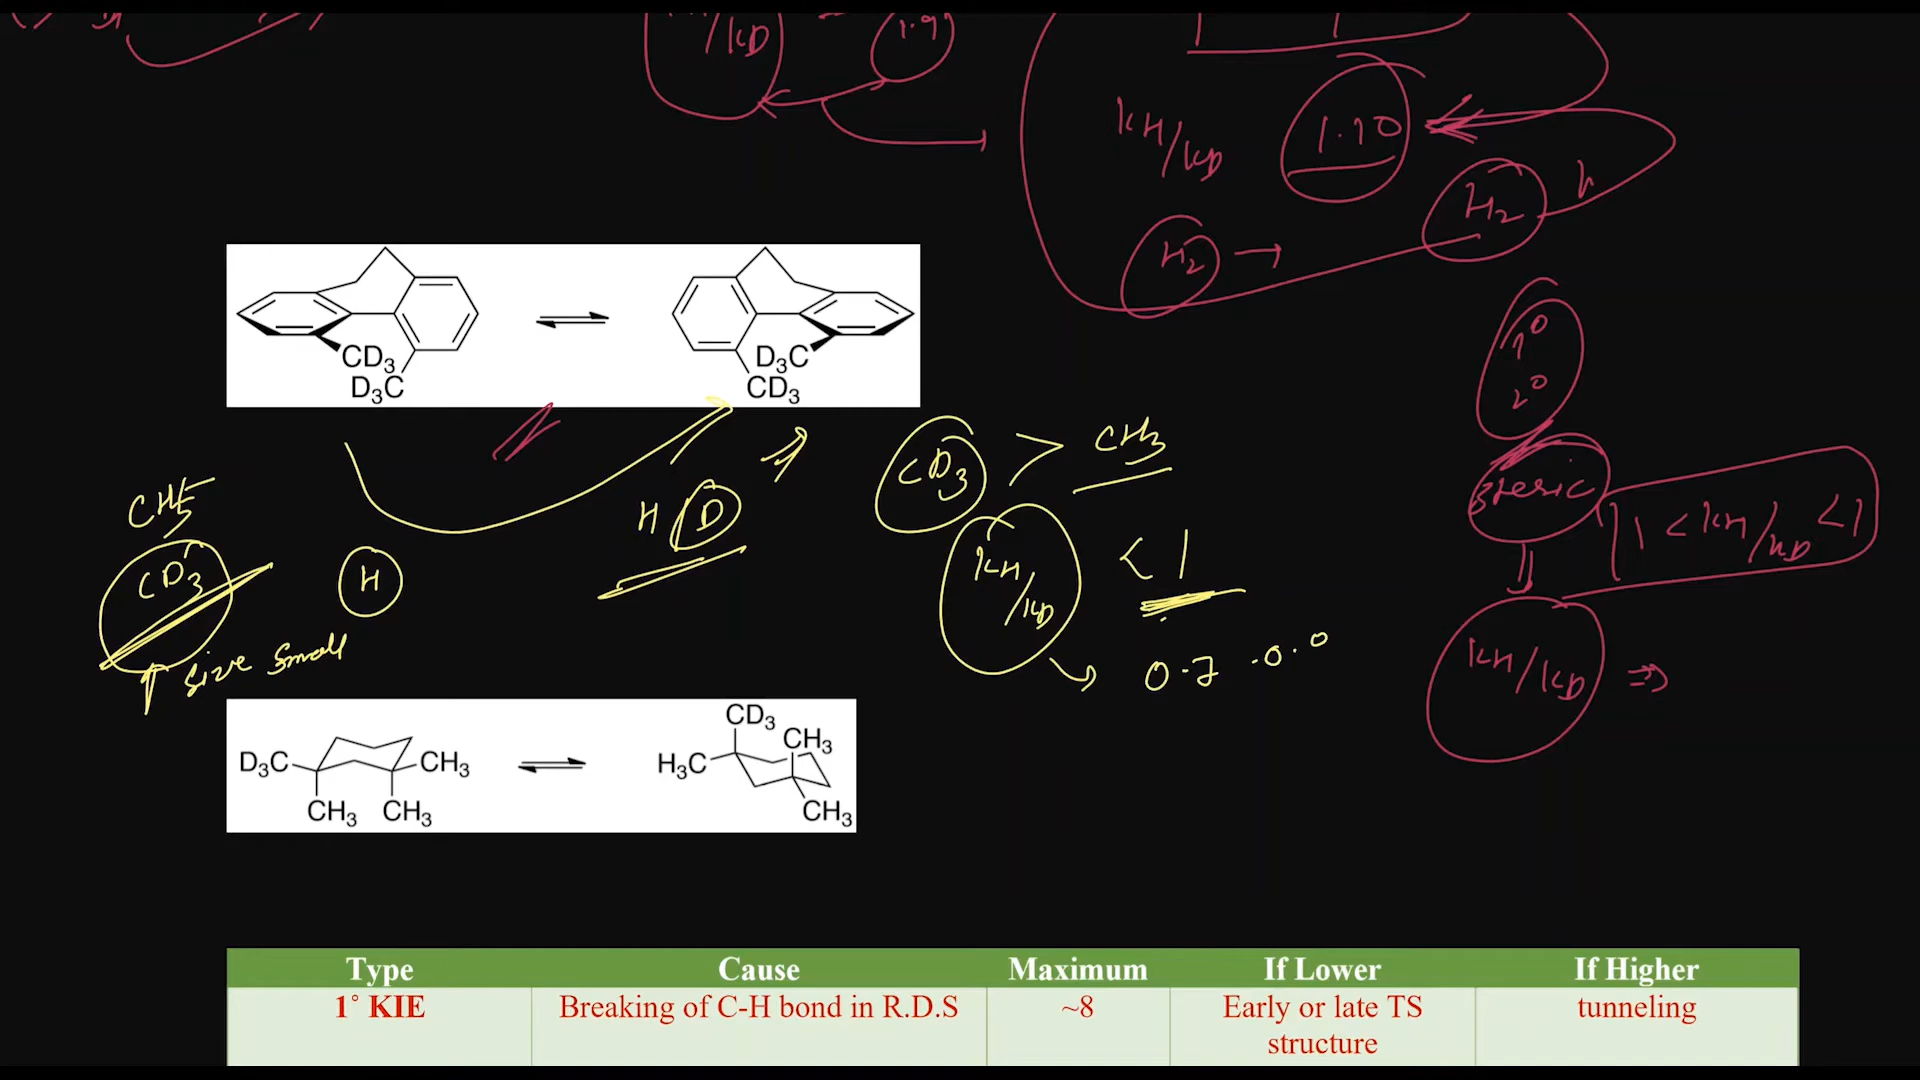 kH/kD 1.9
kH/kD 1.10
H2 → H2
CD3 D3C ⇌ D3C CD3
1°
2°
steric
1 < kH/kD < 1
kH/kD ⇒
CD3 > CH3
H D
CH3
CD3 H
size small
kH/kD < 1
0.7
D3C CH3 CH3 CH3 ⇌ CD3 CH3 H3C CH3
Type Cause Maximum If Lower If Higher
1° KIE Breaking of C-H bond in R.D.S ~8 Early or late TS structure tunneling